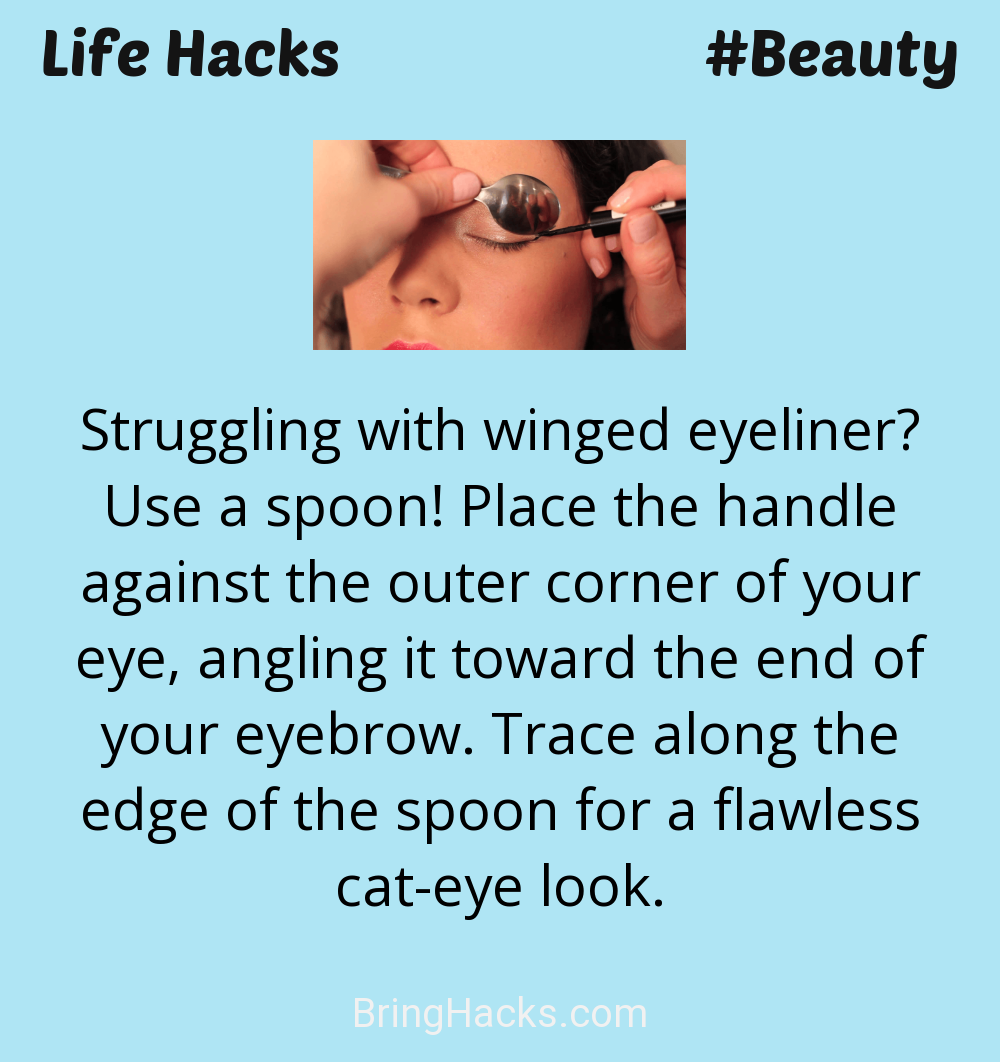 Life Hacks
#Beauty
Struggling with winged eyeliner?
Use a spoon! Place the handle
against the outer corner of your
eye, angling it toward the end of
your eyebrow. Trace along the
edge of the spoon for a flawless
cat-eye look.
BringHacks.com